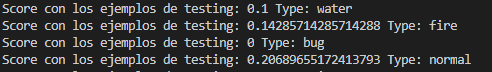 Score con los ejemplos de testing: 0.1 Type: water
Score con los ejemplos de testing: 0.14285714285714288 Type: fire
Score con los ejemplos de testing: 0 Type: bug
Score con los ejemplos de testing: 0.20689655172413793 Type: normal